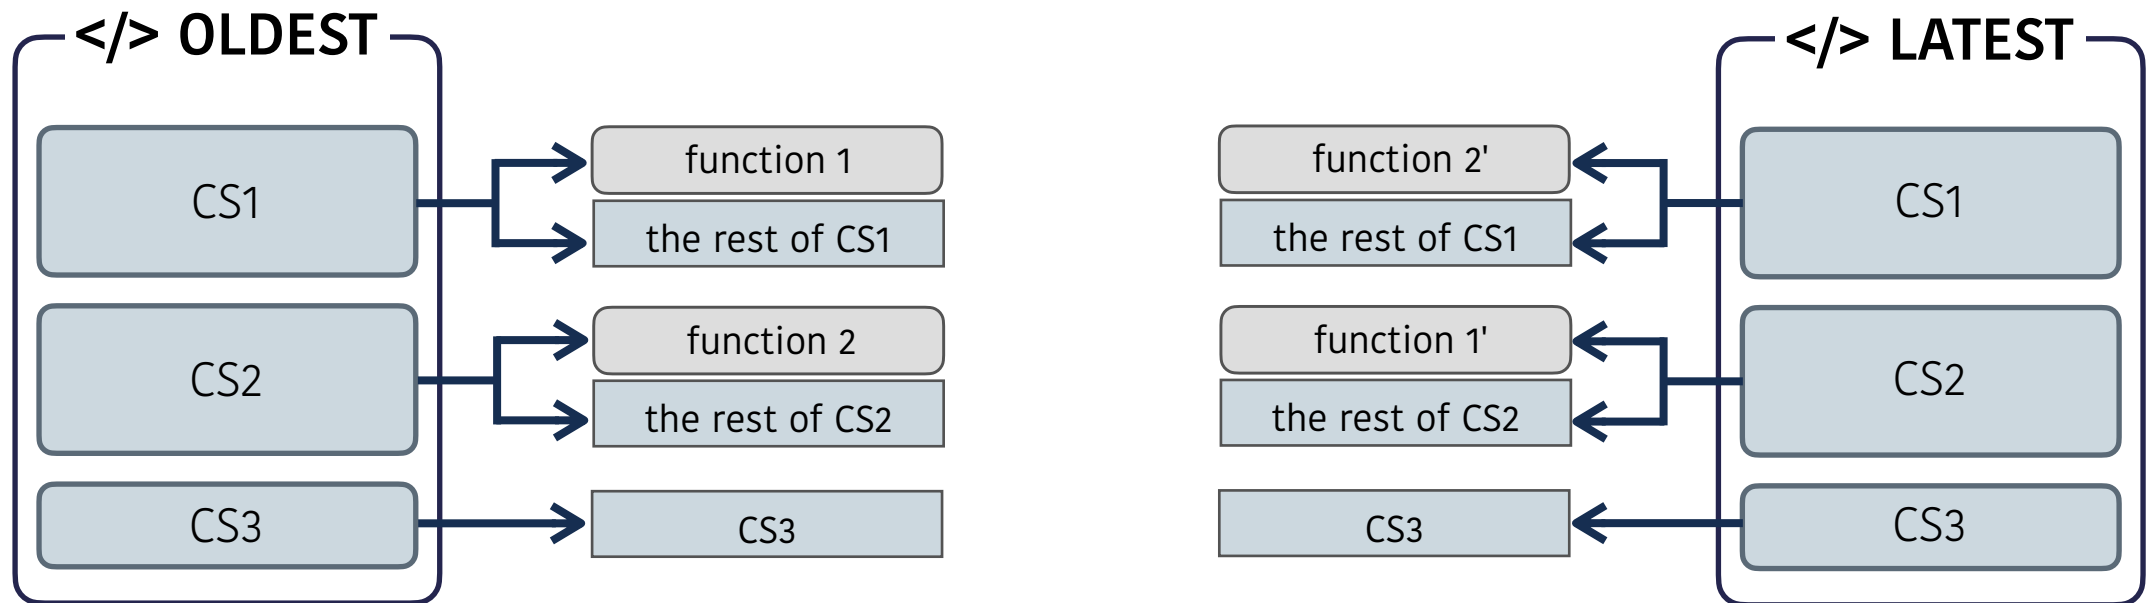 </> OLDEST
</> LATEST
CS1
function 1
the rest of CS1
function 2'
the rest of CS1
CS1
CS2
function 2
the rest of CS2
function 1'
the rest of CS2
CS2
CS3
CS3
CS3
CS3